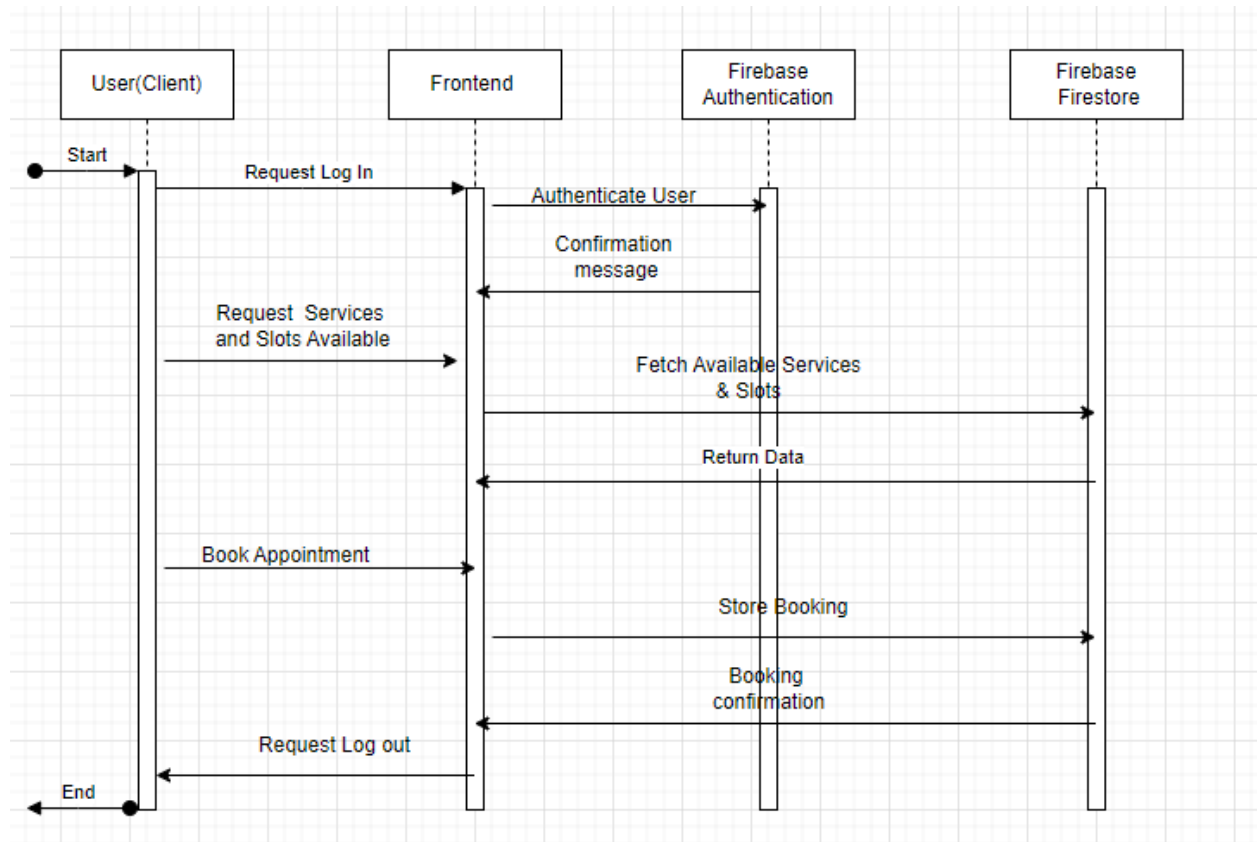 User(Client)
Frontend
Firebase
Authentication
Firebase
Firestore
Start
Request Log In
Authenticate User
Confirmation
message
Request Services
and Slots Available
Fetch Available Services
& Slots
Return Data
Book Appointment
Store Booking
Booking
confirmation
Request Log out
End